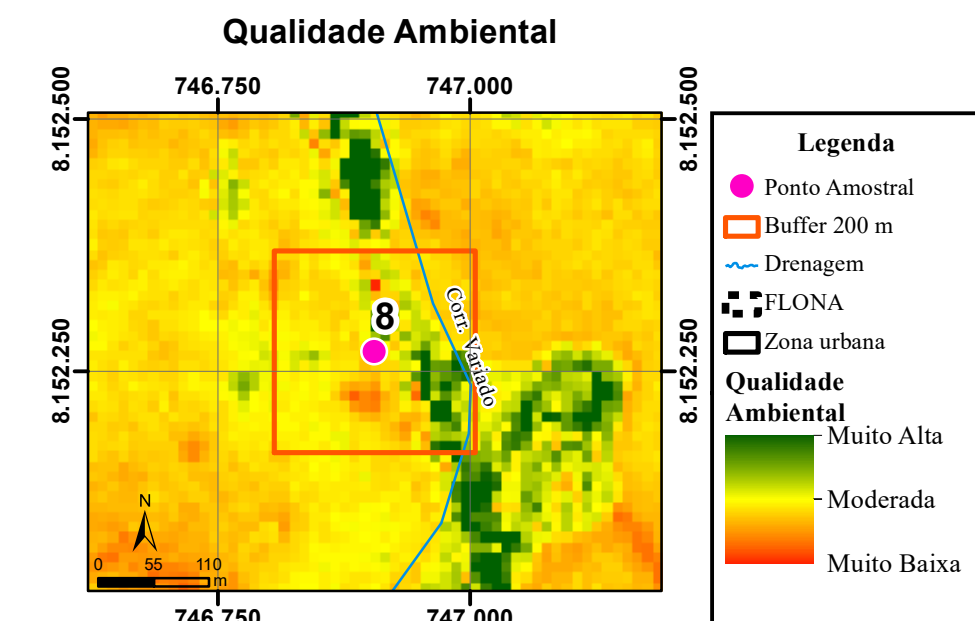 Qualidade Ambiental
746.750 747.000
8.152.500 8.152.500
8
Corr. Variado
8.152.250 8.152.250
N
0 55 110
m
746.750 747.000
Legenda
Ponto Amostral
Buffer 200 m
Drenagem
FLONA
Zona urbana
Qualidade
Ambiental
Muito Alta
Moderada
Muito Baixa